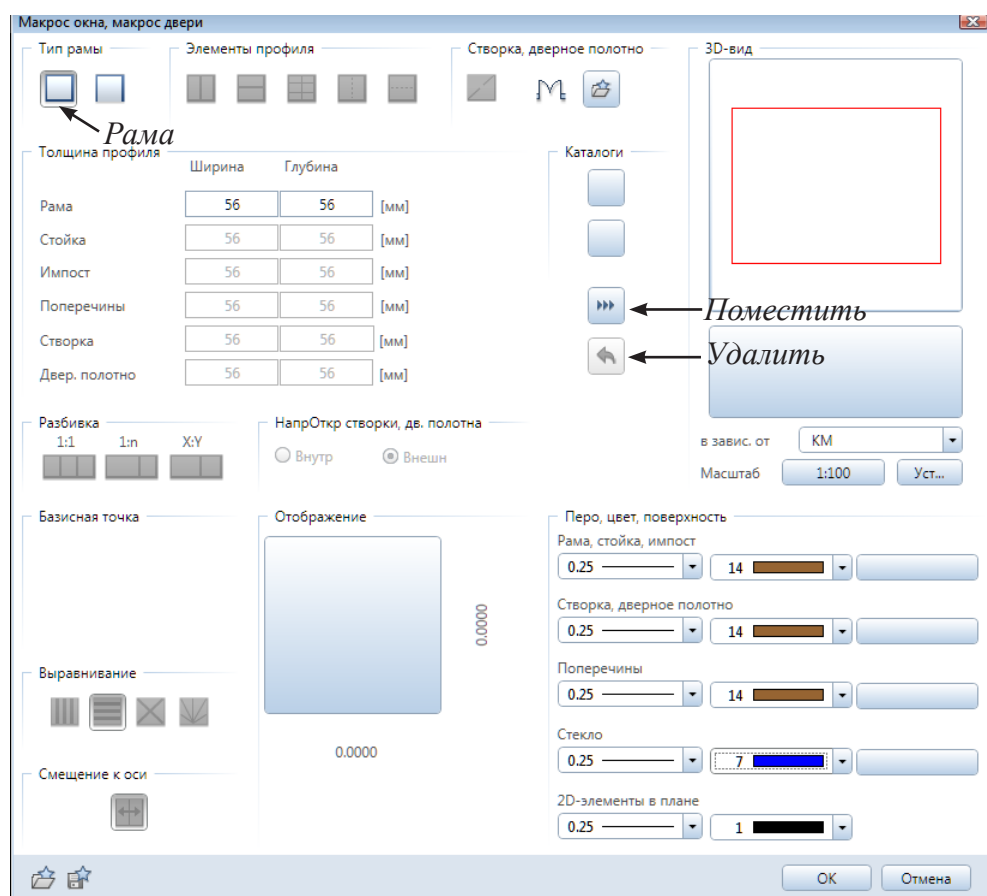 Макрос окна, макрос двери
Тип рамы
Элементы профиля
Створка, дверное полотно
3D-вид
Рама
Толщина профиля
Ширина Глубина
Каталоги
Рама 56 56 [мм]
Стойка 56 56 [мм]
Импост 56 56 [мм]
Поперечины 56 56 [мм]
Створка 56 56 [мм]
Двер. полотно 56 56 [мм]
Поместить
Удалить
Разбивка
1:1 1:n X:Y
НапрОткр створки, дв. полотна
Внутр Внешн
в завис. от КМ
Масштаб 1:100 Уст...
Базисная точка
Отображение
0.0000
0.0000
Выравнивание
Смещение к оси
Перо, цвет, поверхность
Рама, стойка, импост
0.25 14
Створка, дверное полотно
0.25 14
Поперечины
0.25 14
Стекло
0.25 7
2D-элементы в плане
0.25 1
OK Отмена